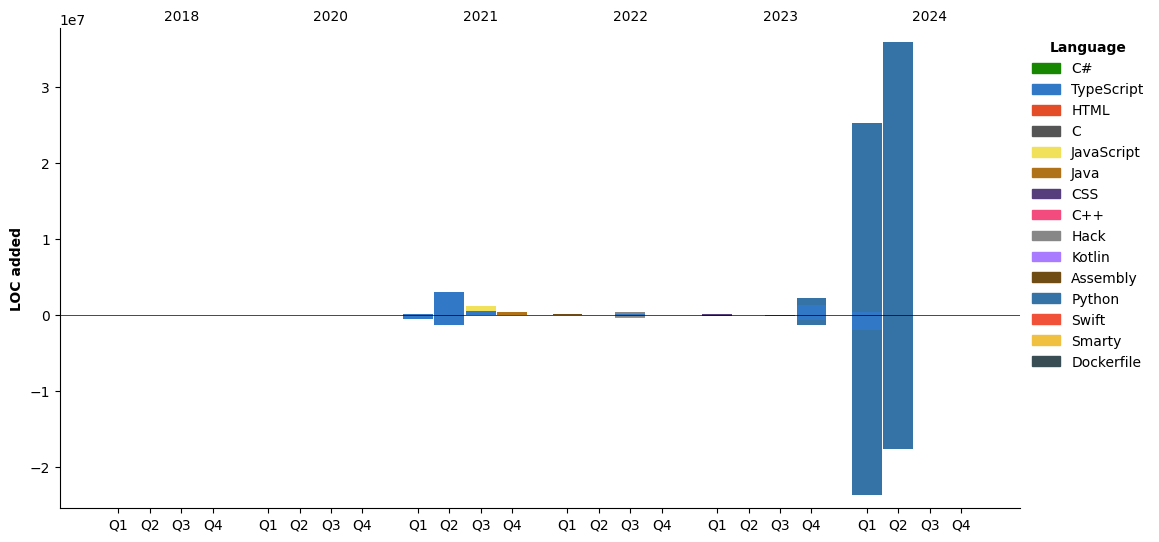 1e7
2018 2020 2021 2022 2023 2024
LOC added
3
2
1
0
−1
−2
Q1 Q2 Q3 Q4 Q1 Q2 Q3 Q4 Q1 Q2 Q3 Q4 Q1 Q2 Q3 Q4 Q1 Q2 Q3 Q4 Q1 Q2 Q3 Q4
Language
C#
TypeScript
HTML
C
JavaScript
Java
CSS
C++
Hack
Kotlin
Assembly
Python
Swift
Smarty
Dockerfile